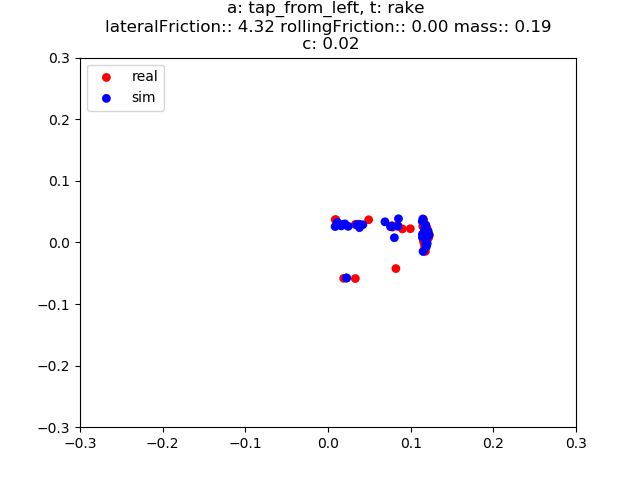 a: tap_from_left, t: rake
lateralFriction:: 4.32 rollingFriction:: 0.00 mass:: 0.19
c: 0.02
real
sim
0.3
0.2
0.1
0.0
−0.1
−0.2
−0.3
−0.3
−0.2
−0.1
0.0
0.1
0.2
0.3